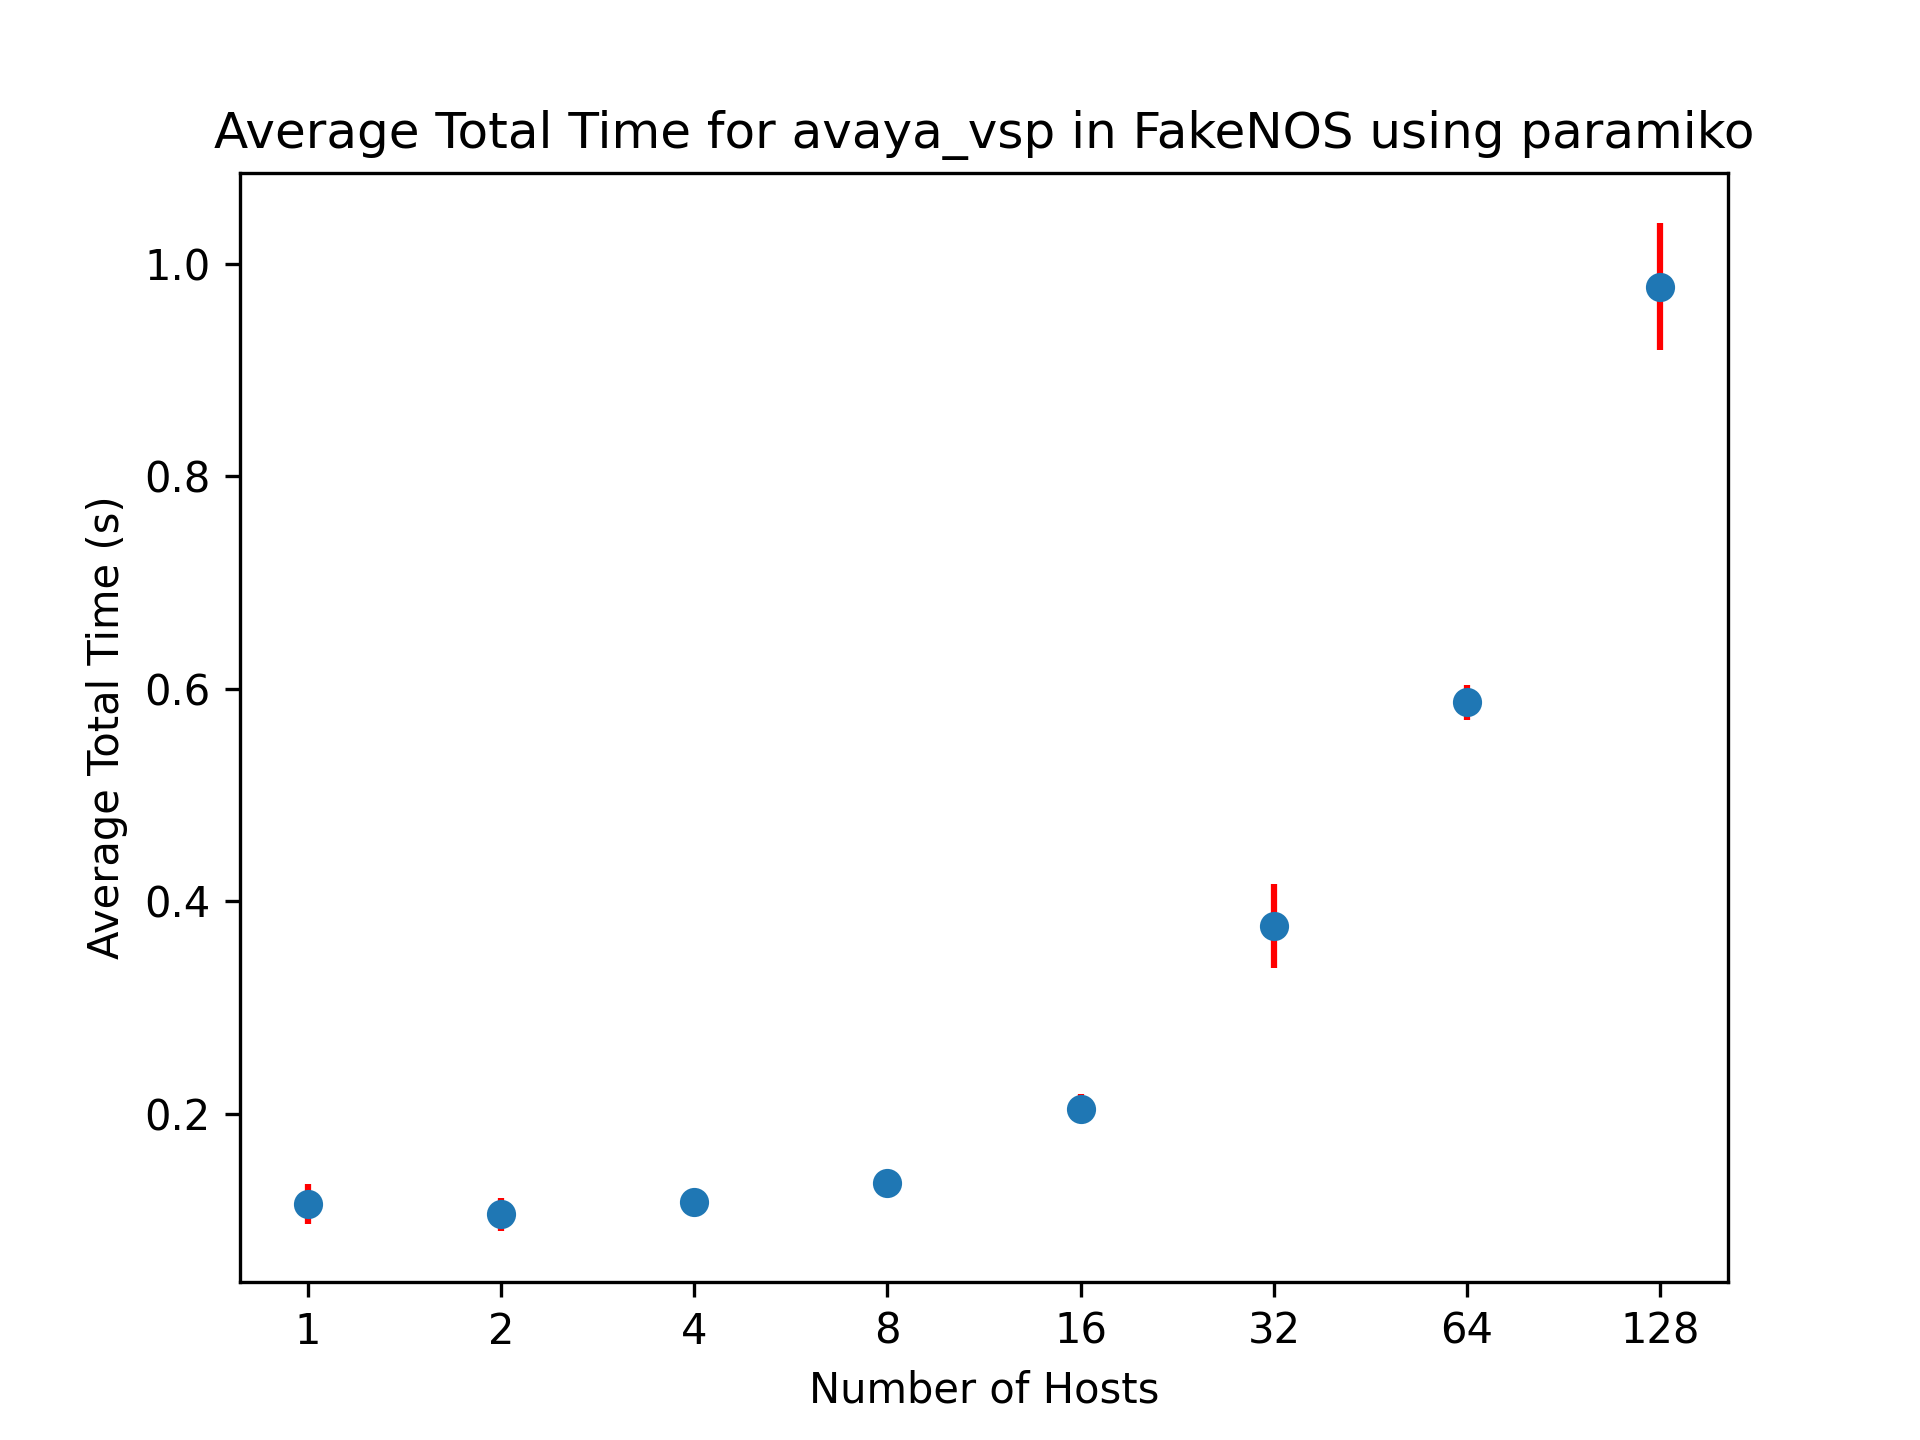 Average Total Time for avaya_vsp in FakeNOS using paramiko
Average Total Time (s)
1.0
0.8
0.6
0.4
0.2
1 2 4 8 16 32 64 128
Number of Hosts